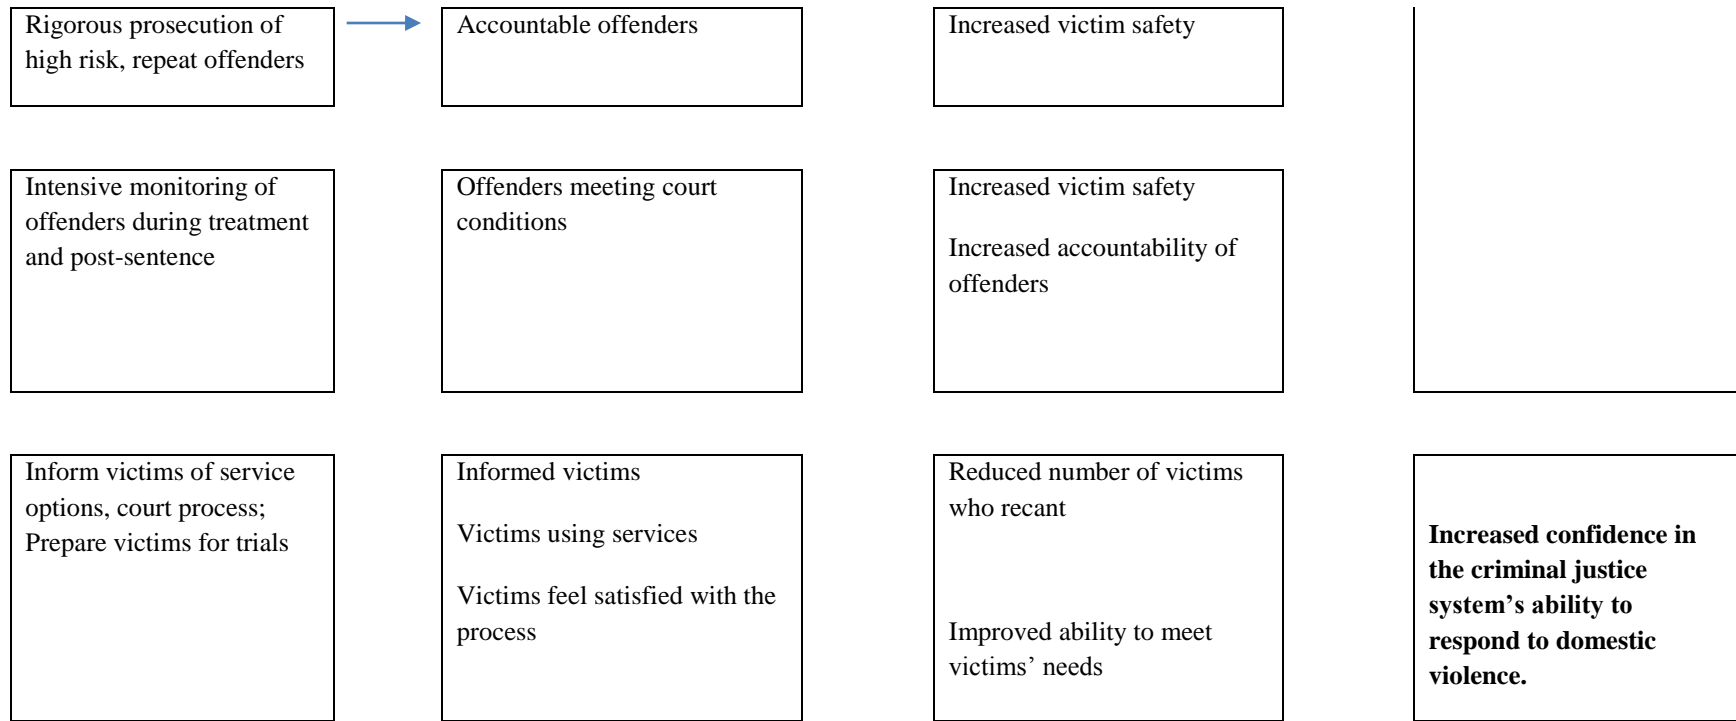 Rigorous prosecution of
high risk, repeat offenders
Accountable offenders
Increased victim safety
Intensive monitoring of
offenders during treatment
and post-sentence
Offenders meeting court
conditions
Increased victim safety
Increased accountability of
offenders
Inform victims of service
options, court process;
Prepare victims for trials
Informed victims
Victims using services
Victims feel satisfied with the
process
Reduced number of victims
who recant
Improved ability to meet
victims’ needs
Increased confidence in
the criminal justice
system’s ability to
respond to domestic
violence.